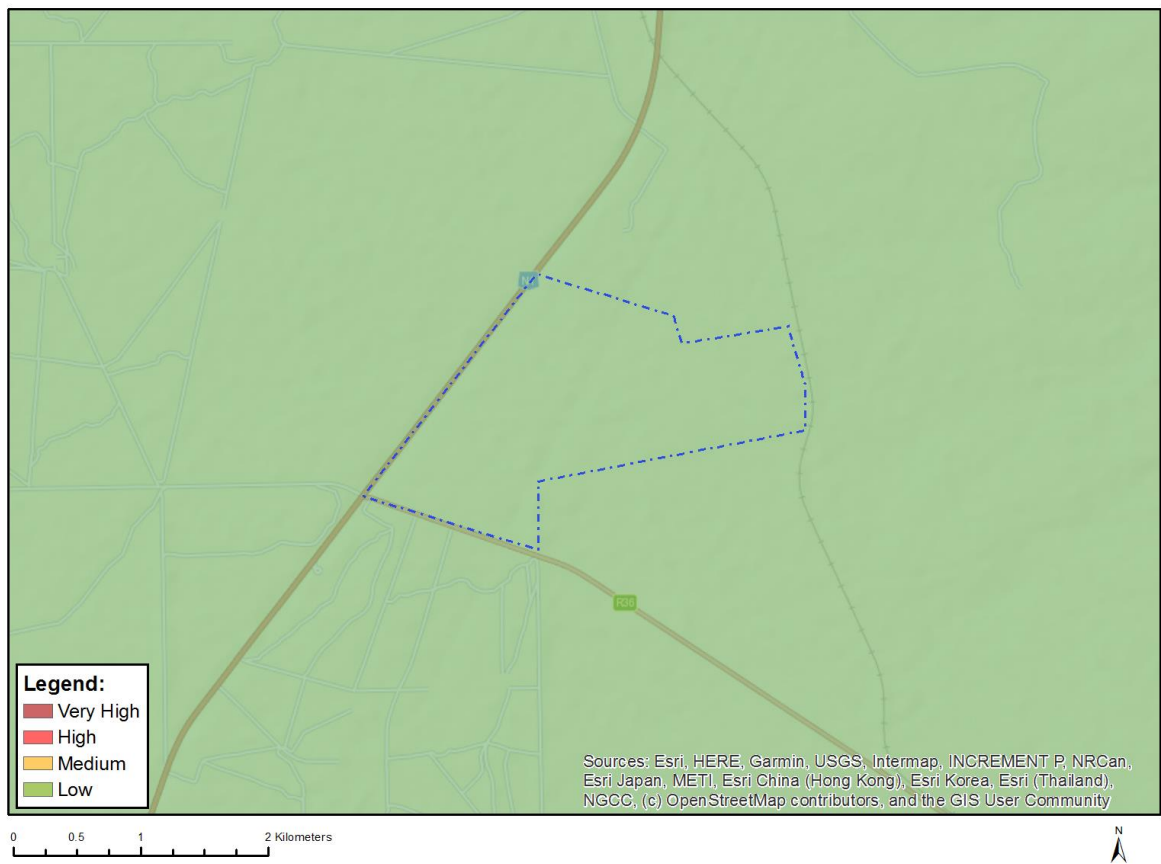 N1
R36
Legend:
Very High
High
Medium
Low
Sources: Esri, HERE, Garmin, USGS, Intermap, INCREMENT P, NRCan,
Esri Japan, METI, Esri China (Hong Kong), Esri Korea, Esri (Thailand),
NGCC, (c) OpenStreetMap contributors, and the GIS User Community
0 0.5 1 2 Kilometers
N